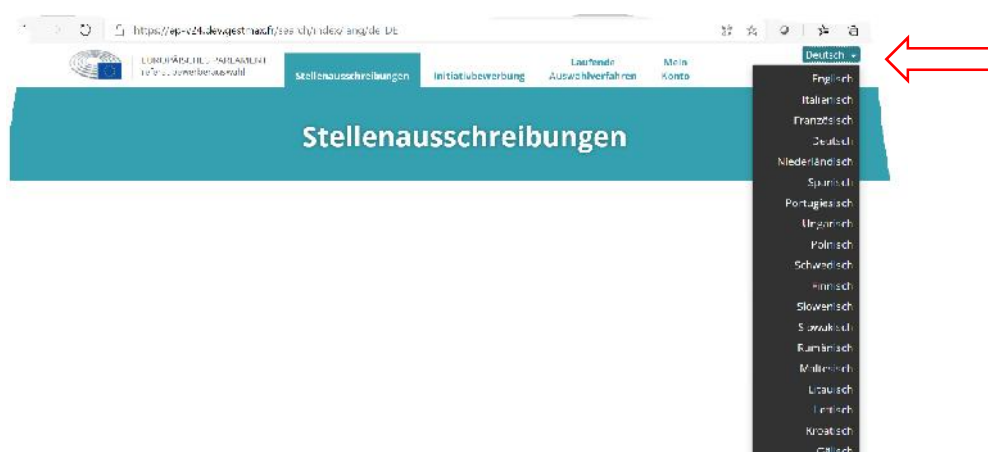 https://ep-v24.dev.gestmax.fr/search/index/lang/de_DE
EUROPÄISCHES PARLAMENT
Stellenausschreibungen
Initiativbewerbung
Laufende
Auswahlverfahren
Mein
Konto
Deutsch
Stellenausschreibungen
Englisch
Italienisch
Französisch
Deutsch
Niederländisch
Spanisch
Portugiesisch
Ungarisch
Polnisch
Schwedisch
Finnisch
Slowenisch
Slowakisch
Rumänisch
Maltesisch
Litauisch
Lettisch
Kroatisch
Gälisch